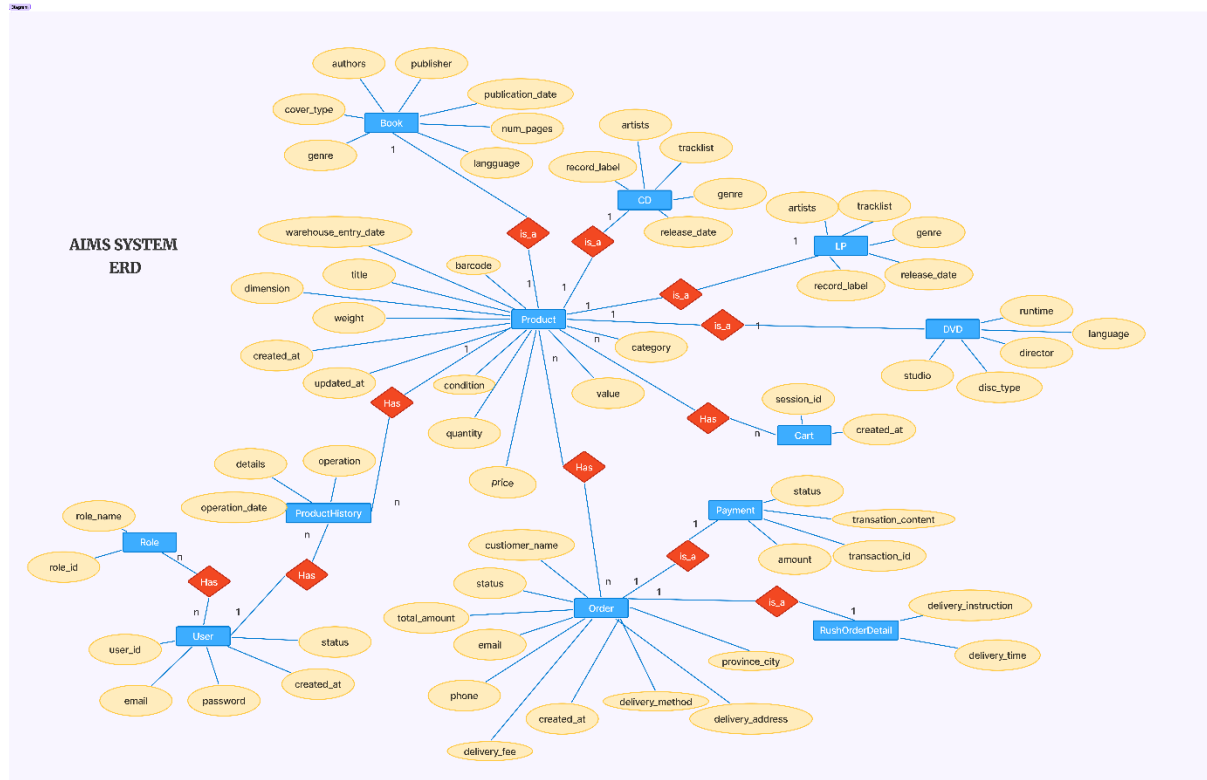 Diagram
authors
publisher
publication_date
cover_type
Book
num_pages
genre
langguage
1
artists
tracklist
record_label
CD
genre
release_date
1
artists
tracklist
1
LP
genre
record_label
release_date
AIMS SYSTEM
ERD
is_a
is_a
is_a
is_a
warehouse_entry_date
barcode
title
dimension
weight
1
1
1
1
1
Product
created_at
updated_at
condition
quantity
price
value
category
1
n
n
runtime
DVD
language
director
studio
disc_type
Has
Has
n
session_id
Cart
created_at
Has
details
operation
operation_date
ProductHistory
n
n
role_name
Role
role_id
n
Has
n
Has
1
User
user_id
email
password
created_at
status
status
Payment
transation_content
transaction_id
amount
1
is_a
custiomer_name
status
total_amount
email
phone
n
1
1
Order
is_a
1
RushOrderDetail
delivery_instruction
delivery_time
province_city
delivery_method
delivery_address
created_at
delivery_fee